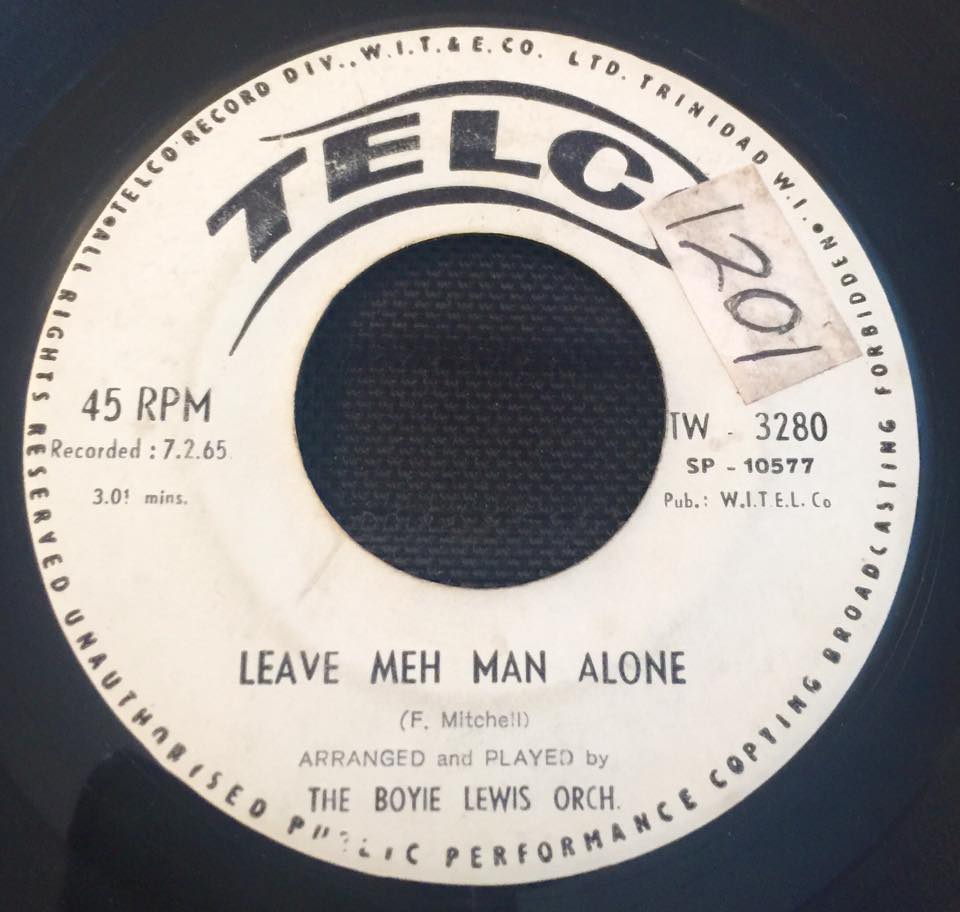 ALL RIGHTS RESERVED UNAUTHORISED PUBLIC PERFORMANCE COPYING BROADCASTING FORBIDDEN
TELCO RECORD DIV., W.I.T. & E. CO. LTD. TRINIDAD W.I.
TELC
1201
45 RPM
Recorded : 7.2.65
3.01 mins.
TW - 3280
SP - 10577
Pub.: W.I.T.E.L. Co
LEAVE MEH MAN ALONE
(F. Mitchell)
ARRANGED and PLAYED by
THE BOYIE LEWIS ORCH.